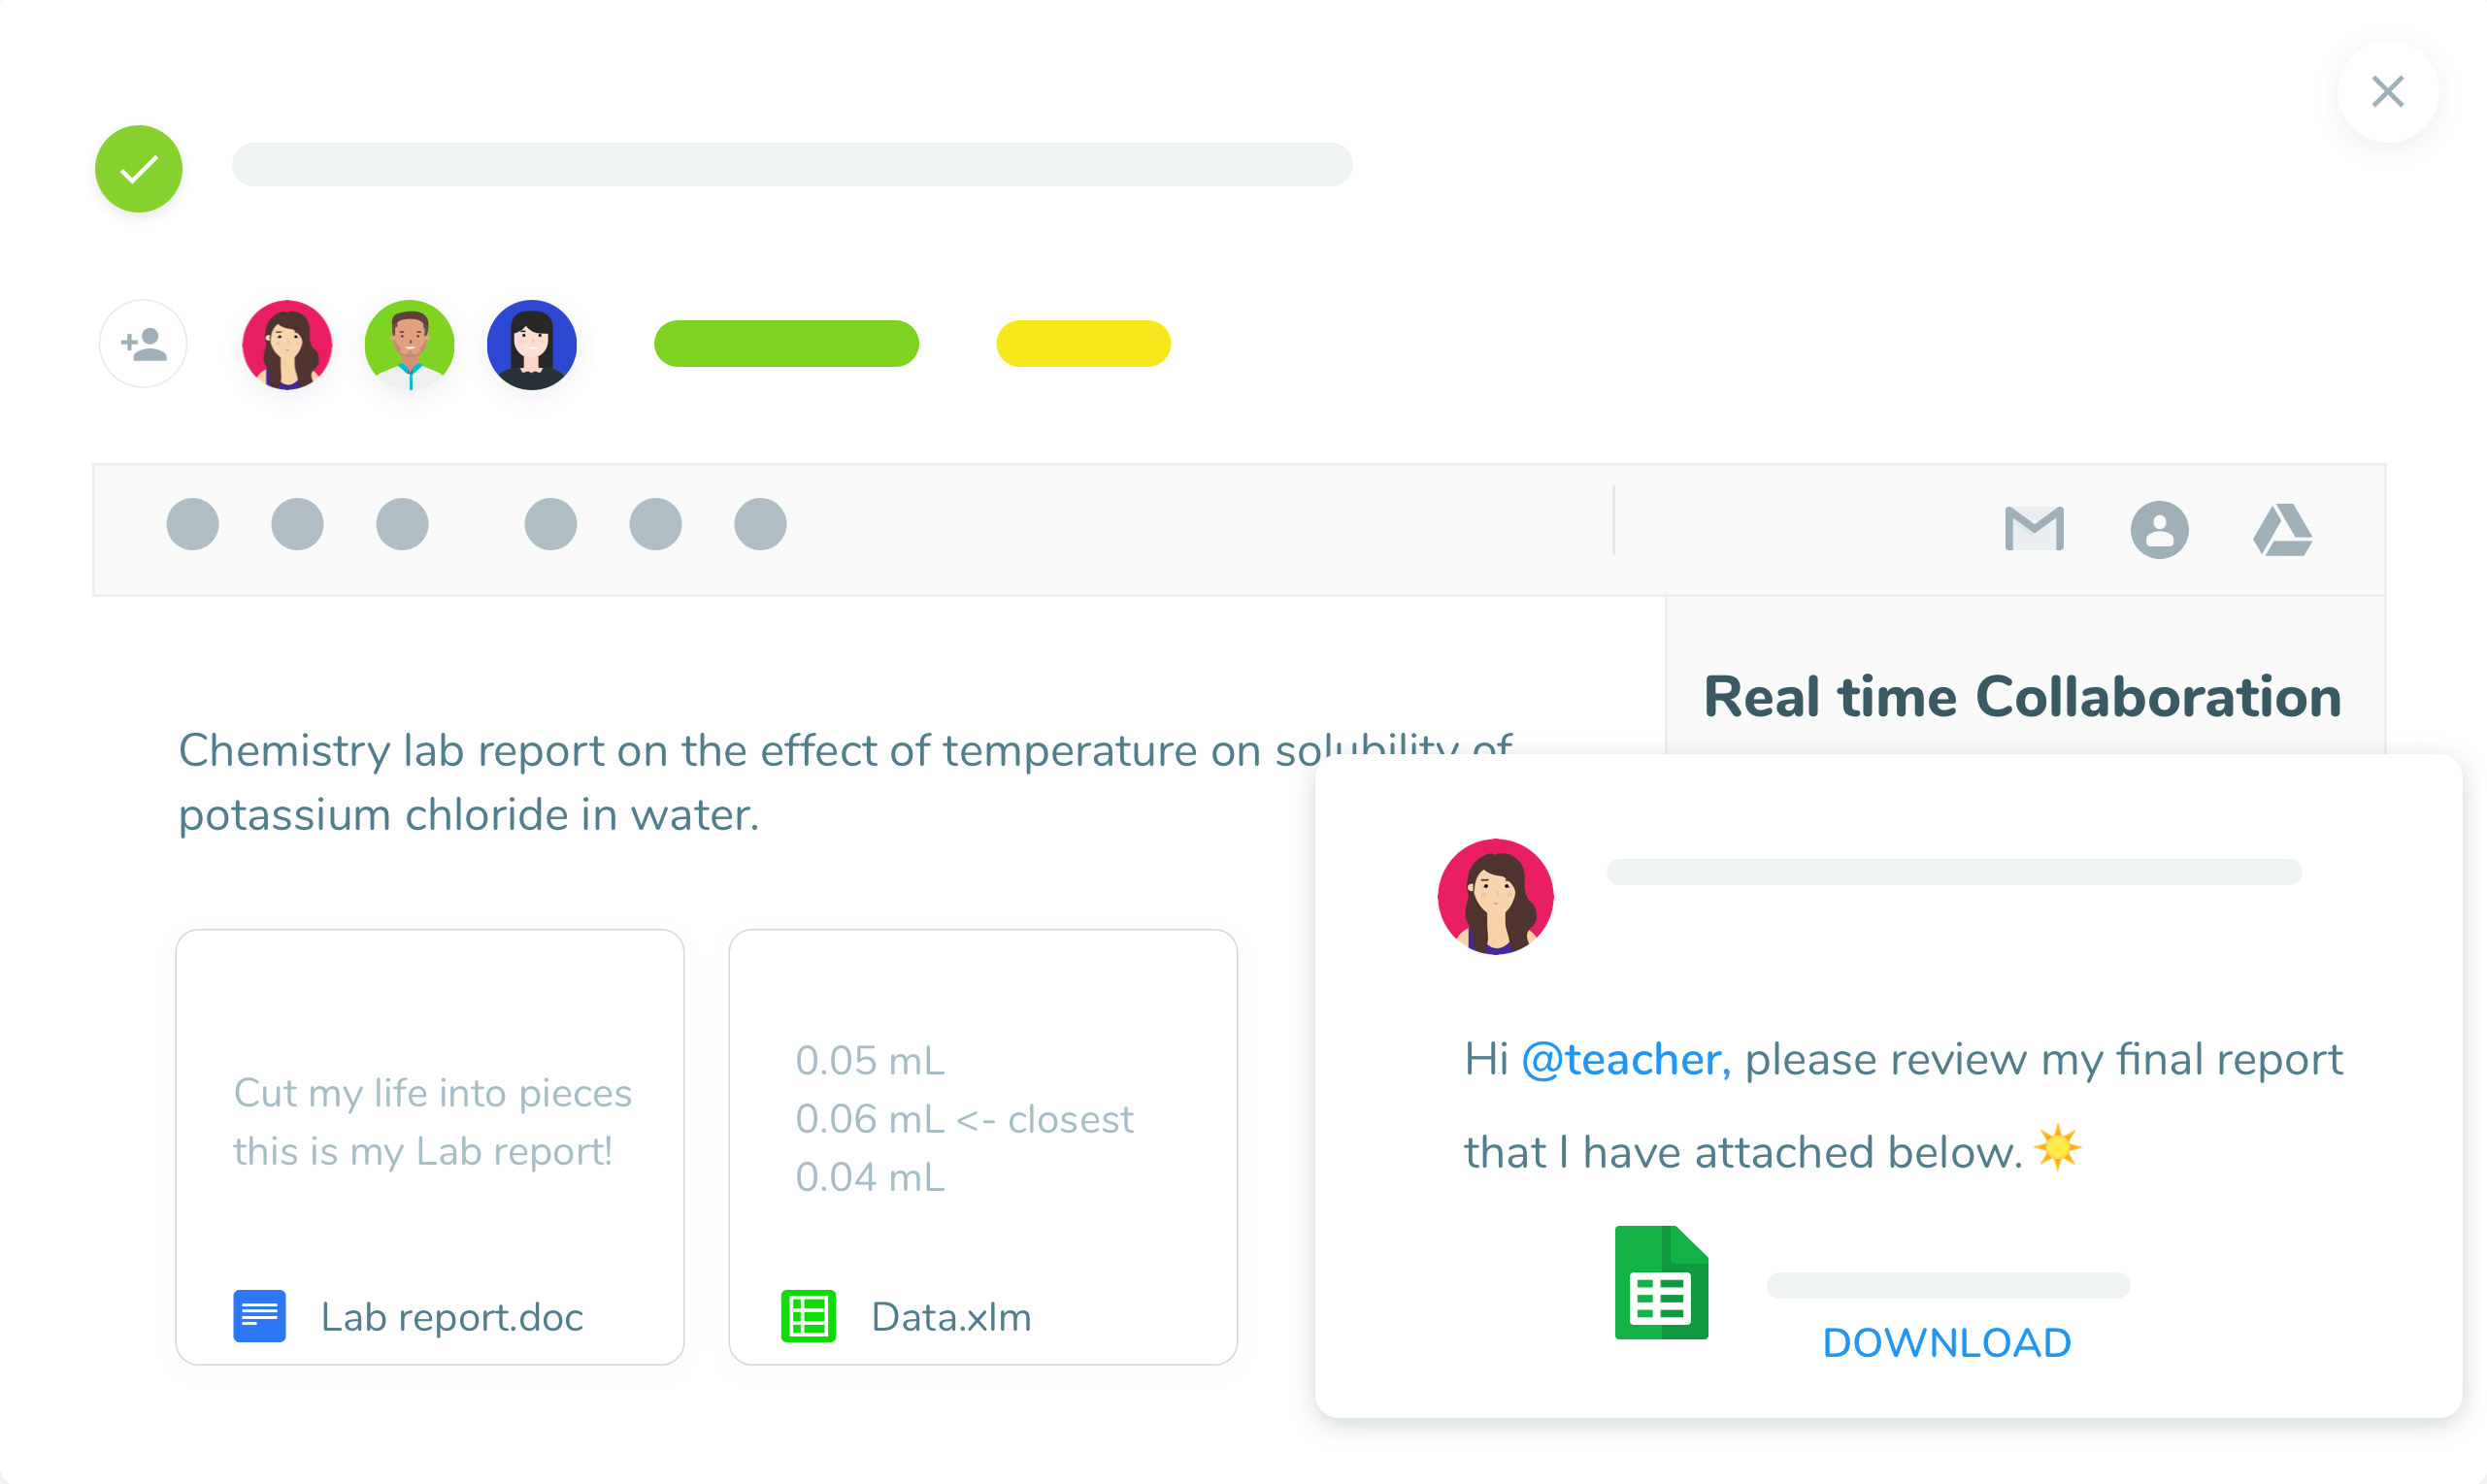 Real time Collaboration
Chemistry lab report on the effect of temperature on solubility of
potassium chloride in water.
Cut my life into pieces
this is my Lab report!
Lab report.doc
0.05 mL
0.06 mL <- closest
0.04 mL
Data.xlm
Hi @teacher, please review my final report
that I have attached below. ☀️
DOWNLOAD